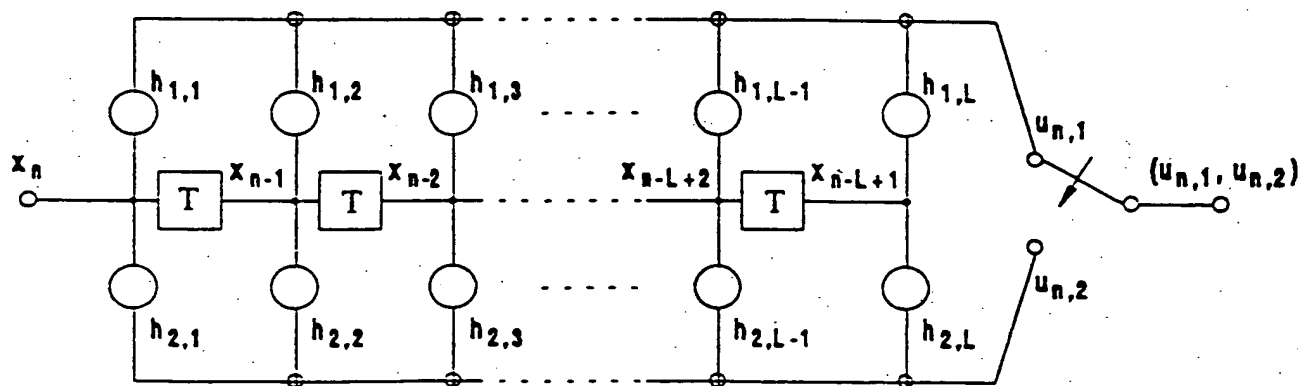 h1,1 h1,2 h1,3 h1,L-1 h1,L
un,1
xn xn-1 xn-2 xn-L+2 xn-L+1 (un,1, un,2)
T T T
un,2
h2,1 h2,2 h2,3 h2,L-1 h2,L